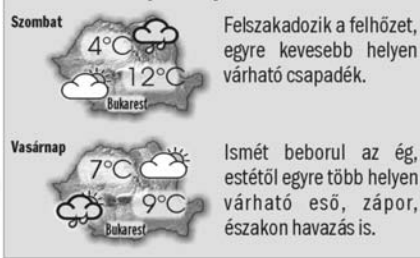 Szombat
4°C
12°C
Bukarest
Felszakadozik a felhőzet,
egyre kevesebb helyen
várható csapadék.
Vasárnap
7°C
9°C
Bukarest
Ismét beborul az ég,
estétől egyre több helyen
várható eső, zápor,
északon havazás is.